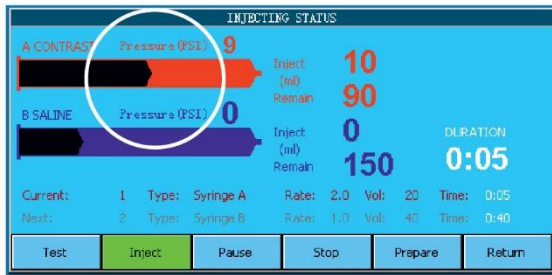 INJECTING STATUS
A CONTRAST Pressure (PSI) 9
Inject 10
(ml)
Remain 90
B SALINE Pressure (PSI) 0
Inject 0
(ml)
Remain 150
DURATION
0:05
Current: 1 Type: Syringe A Rate: 2.0 Vol: 20 Time: 0:05
Next: 2 Type: Syringe B Rate: 1.0 Vol: 40 Time: 0:40
Test Inject Pause Stop Prepare Return